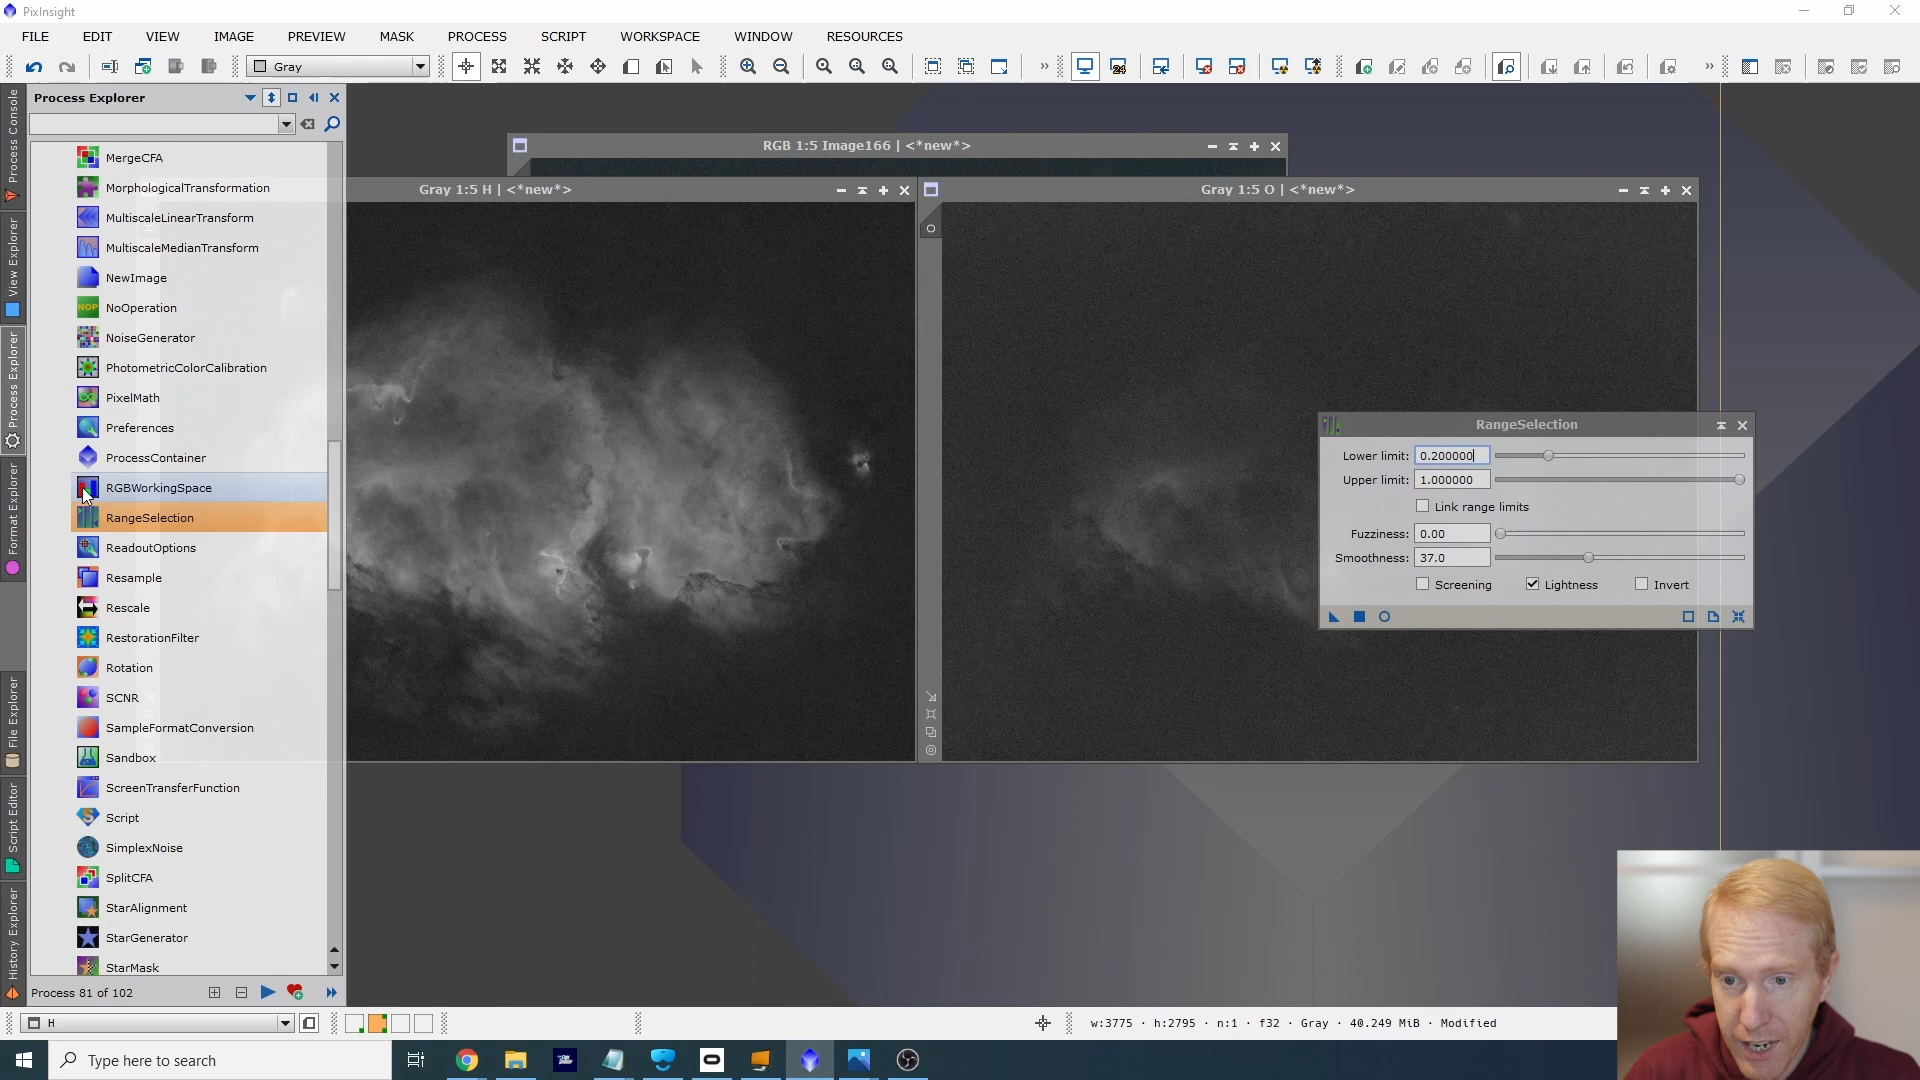 PixInsight
FILE EDIT VIEW IMAGE PREVIEW MASK PROCESS SCRIPT WORKSPACE WINDOW RESOURCES
Gray
24
Process Explorer
Process Console
View Explorer
Process Explorer
Format Explorer
File Explorer
Script Editor
History Explorer
MergeCFA
MorphologicalTransformation
MultiscaleLinearTransform
MultiscaleMedianTransform
NewImage
NOP NoOperation
NoiseGenerator
PhotometricColorCalibration
PixelMath
Preferences
ProcessContainer
RGBWorkingSpace
RangeSelection
ReadoutOptions
Resample
Rescale
RestorationFilter
Rotation
SCNR
SampleFormatConversion
Sandbox
ScreenTransferFunction
Script
SimplexNoise
SplitCFA
StarAlignment
StarGenerator
StarMask
Process 81 of 102
RGB 1:5 Image166 | <*new*>
Gray 1:5 H | <*new*>
H
Gray 1:5 O | <*new*>
O
RangeSelection
Lower limit: 0.200000
Upper limit: 1.000000
Link range limits
Fuzziness: 0.00
Smoothness: 37.0
Screening Lightness Invert
H
w:3775 · h:2795 · n:1 · f32 · Gray · 40.249 MiB · Modified
Type here to search